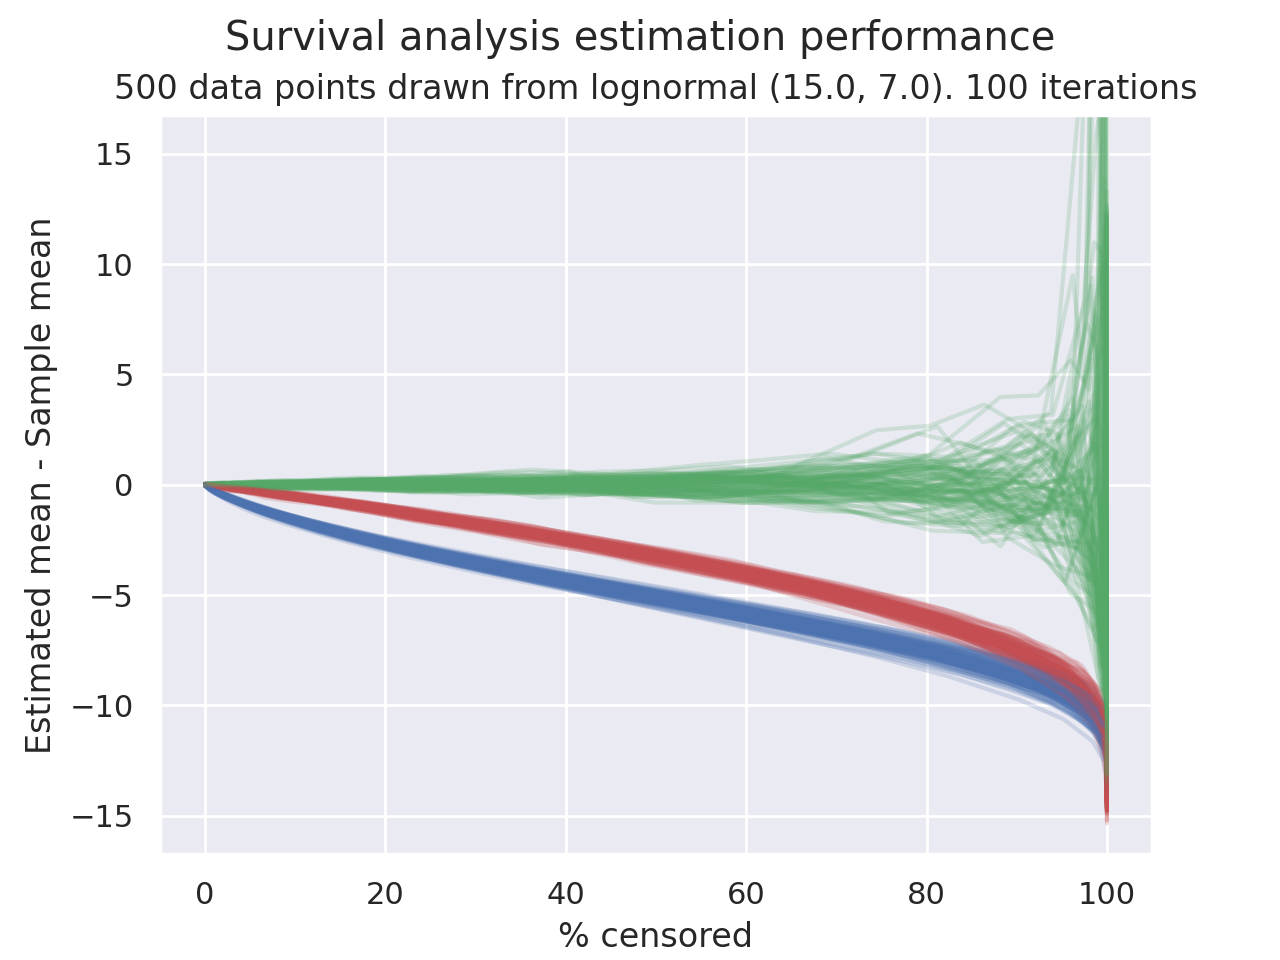 Survival analysis estimation performance
500 data points drawn from lognormal (15.0, 7.0). 100 iterations
Estimated mean - Sample mean
15
10
5
0
−5
−10
−15
0 20 40 60 80 100
% censored